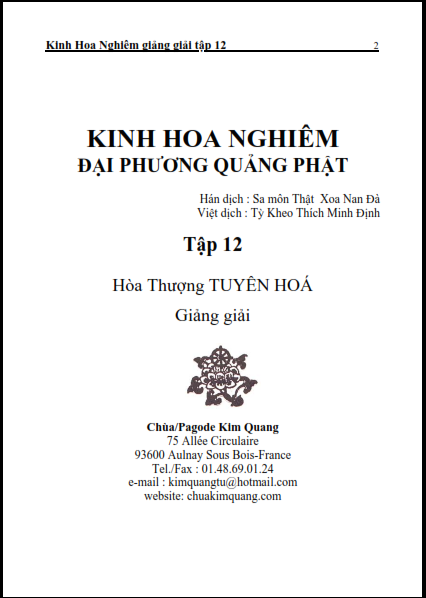 Kinh Hoa Nghiêm giảng giải tập 12 2
KINH HOA NGHIÊM
ĐẠI PHƯƠNG QUẢNG PHẬT
Hán dịch : Sa môn Thật Xoa Nan Đà
Việt dịch : Tỳ Kheo Thích Minh Định
Tập 12
Hòa Thượng TUYÊN HOÁ
Giảng giải
Chùa/Pagode Kim Quang
75 Allée Circulaire
93600 Aulnay Sous Bois-France
Tel./Fax : 01.48.69.01.24
e-mail : kimquangtu@hotmail.com
website: chuakimquang.com